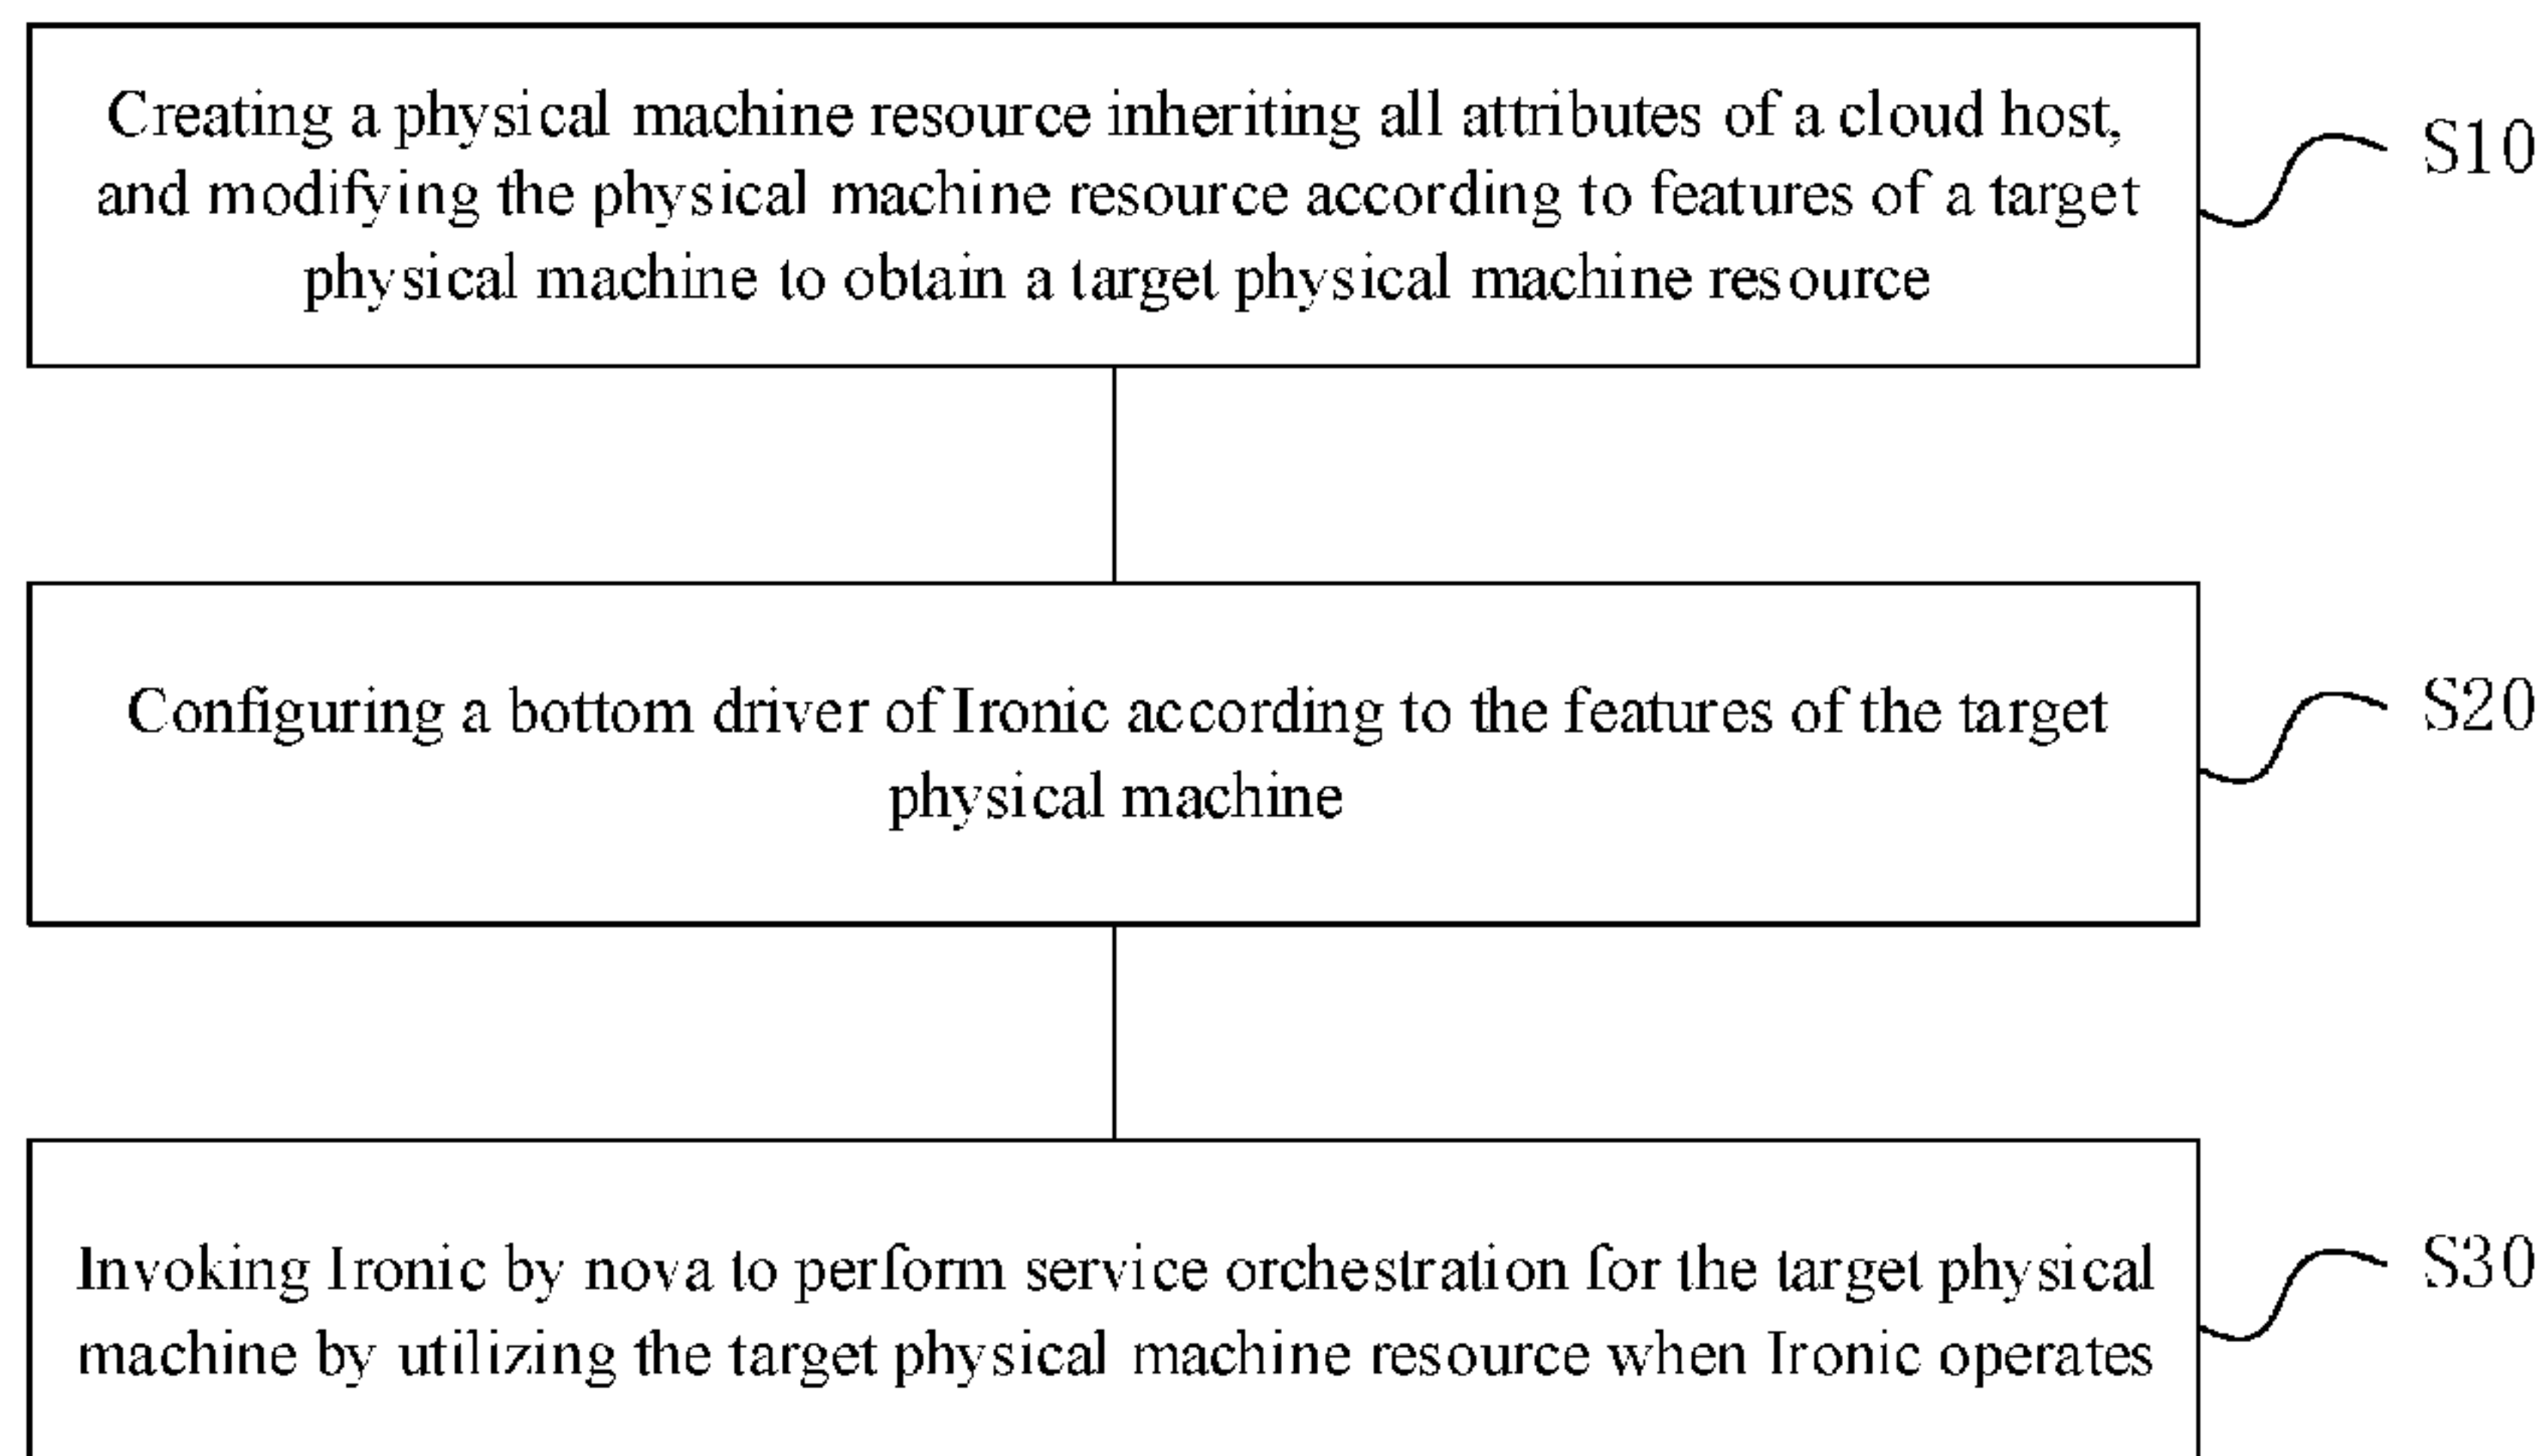 Creating a physical machine resource inheriting all attributes of a cloud host,
and modifying the physical machine resource according to features of a target
physical machine to obtain a target physical machine resource
S10
Configuring a bottom driver of Ironic according to the features of the target
physical machine
S20
Invoking Ironic by nova to perform service orchestration for the target physical
machine by utilizing the target physical machine resource when Ironic operates
S30